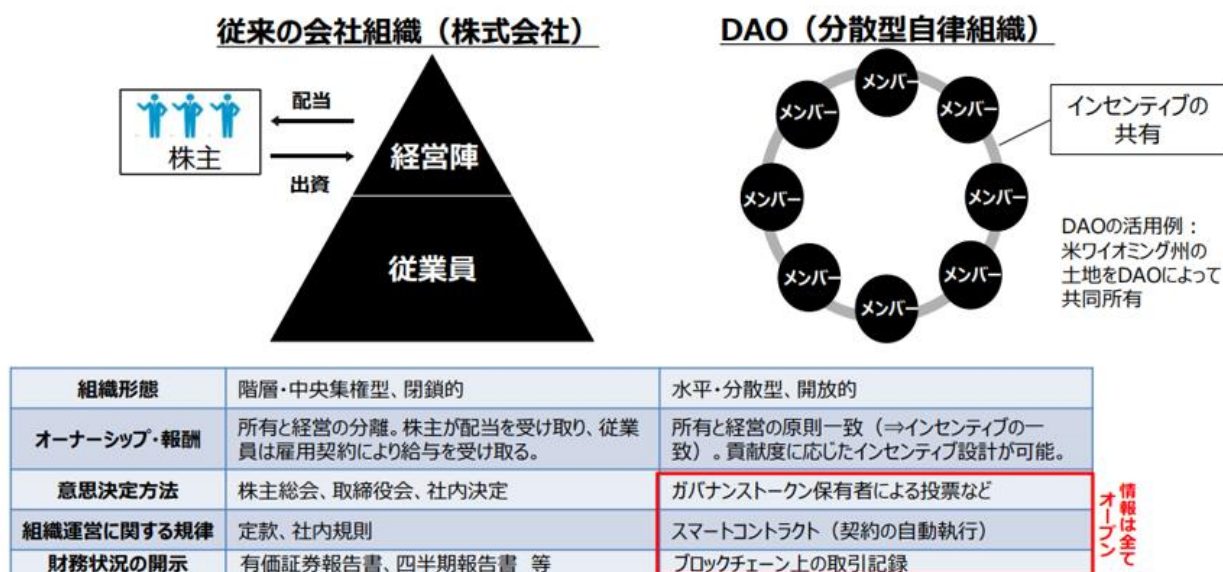 従来の会社組織(株式会社)
配当
株主
出資
経営陣
従業員
DAO(分散型自律組織)
メンバー
メンバー
メンバー
メンバー
メンバー
メンバー
メンバー
メンバー
インセンティブの
共有
DAOの活用例:
米ワイオミング州の
土地をDAOによって
共同所有
組織形態
階層・中央集権型、閉鎖的
水平・分散型、開放的
オーナーシップ・報酬
所有と経営の分離。株主が配当を受け取り、従業
員は雇用契約により給与を受け取る。
所有と経営の原則一致(⇒インセンティブの一
致)。貢献度に応じたインセンティブ設計が可能。
意思決定方法
株主総会、取締役会、社内決定
ガバナンストークン保有者による投票など
組織運営に関する規律
定款、社内規則
スマートコントラクト(契約の自動執行)
財務状況の開示
有価証券報告書、四半期報告書 等
ブロックチェーン上の取引記録
情報は全て
オープン